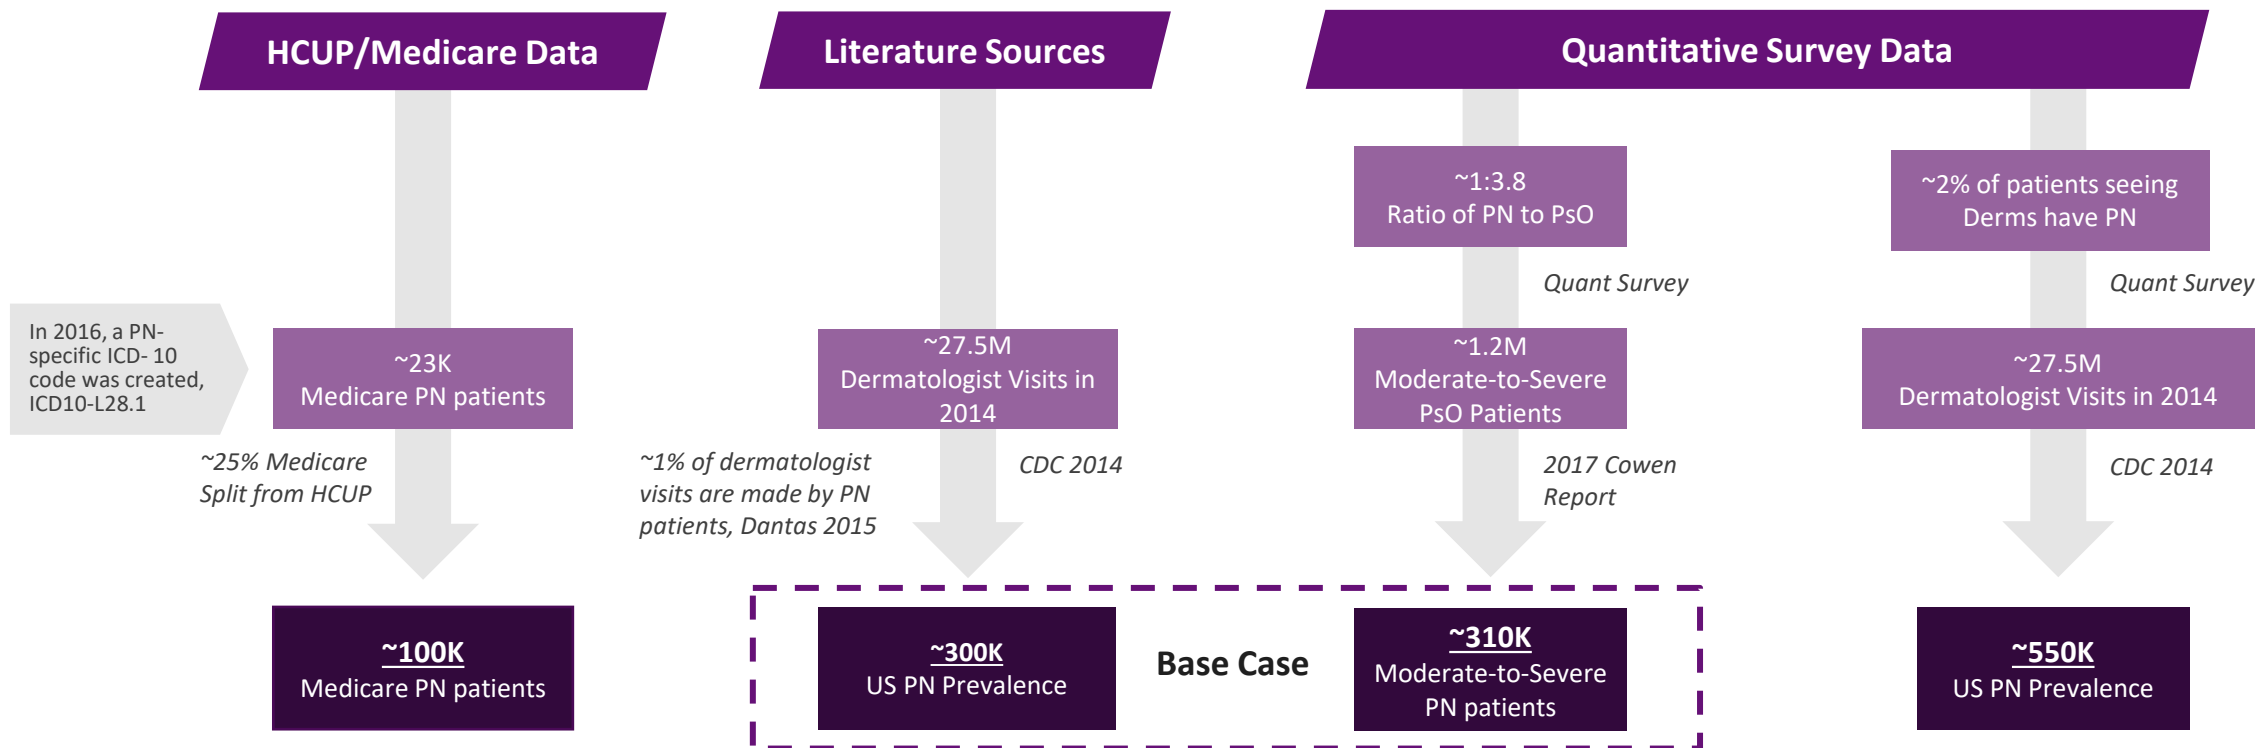 HCUP/Medicare Data
Literature Sources
Quantitative Survey Data
~1:3.8
Ratio of PN to PsO
~2% of patients seeing
Derms have PN
Quant Survey
Quant Survey
In 2016, a PN-
specific ICD- 10
code was created,
ICD10-L28.1
~23K
Medicare PN patients
~27.5M
Dermatologist Visits in
2014
~1.2M
Moderate-to-Severe
PsO Patients
~27.5M
Dermatologist Visits in 2014
~25% Medicare
Split from HCUP
~1% of dermatologist
visits are made by PN
patients, Dantas 2015
CDC 2014
2017 Cowen
Report
CDC 2014
~100K
Medicare PN patients
~300K
US PN Prevalence
Base Case
~310K
Moderate-to-Severe
PN patients
~550K
US PN Prevalence